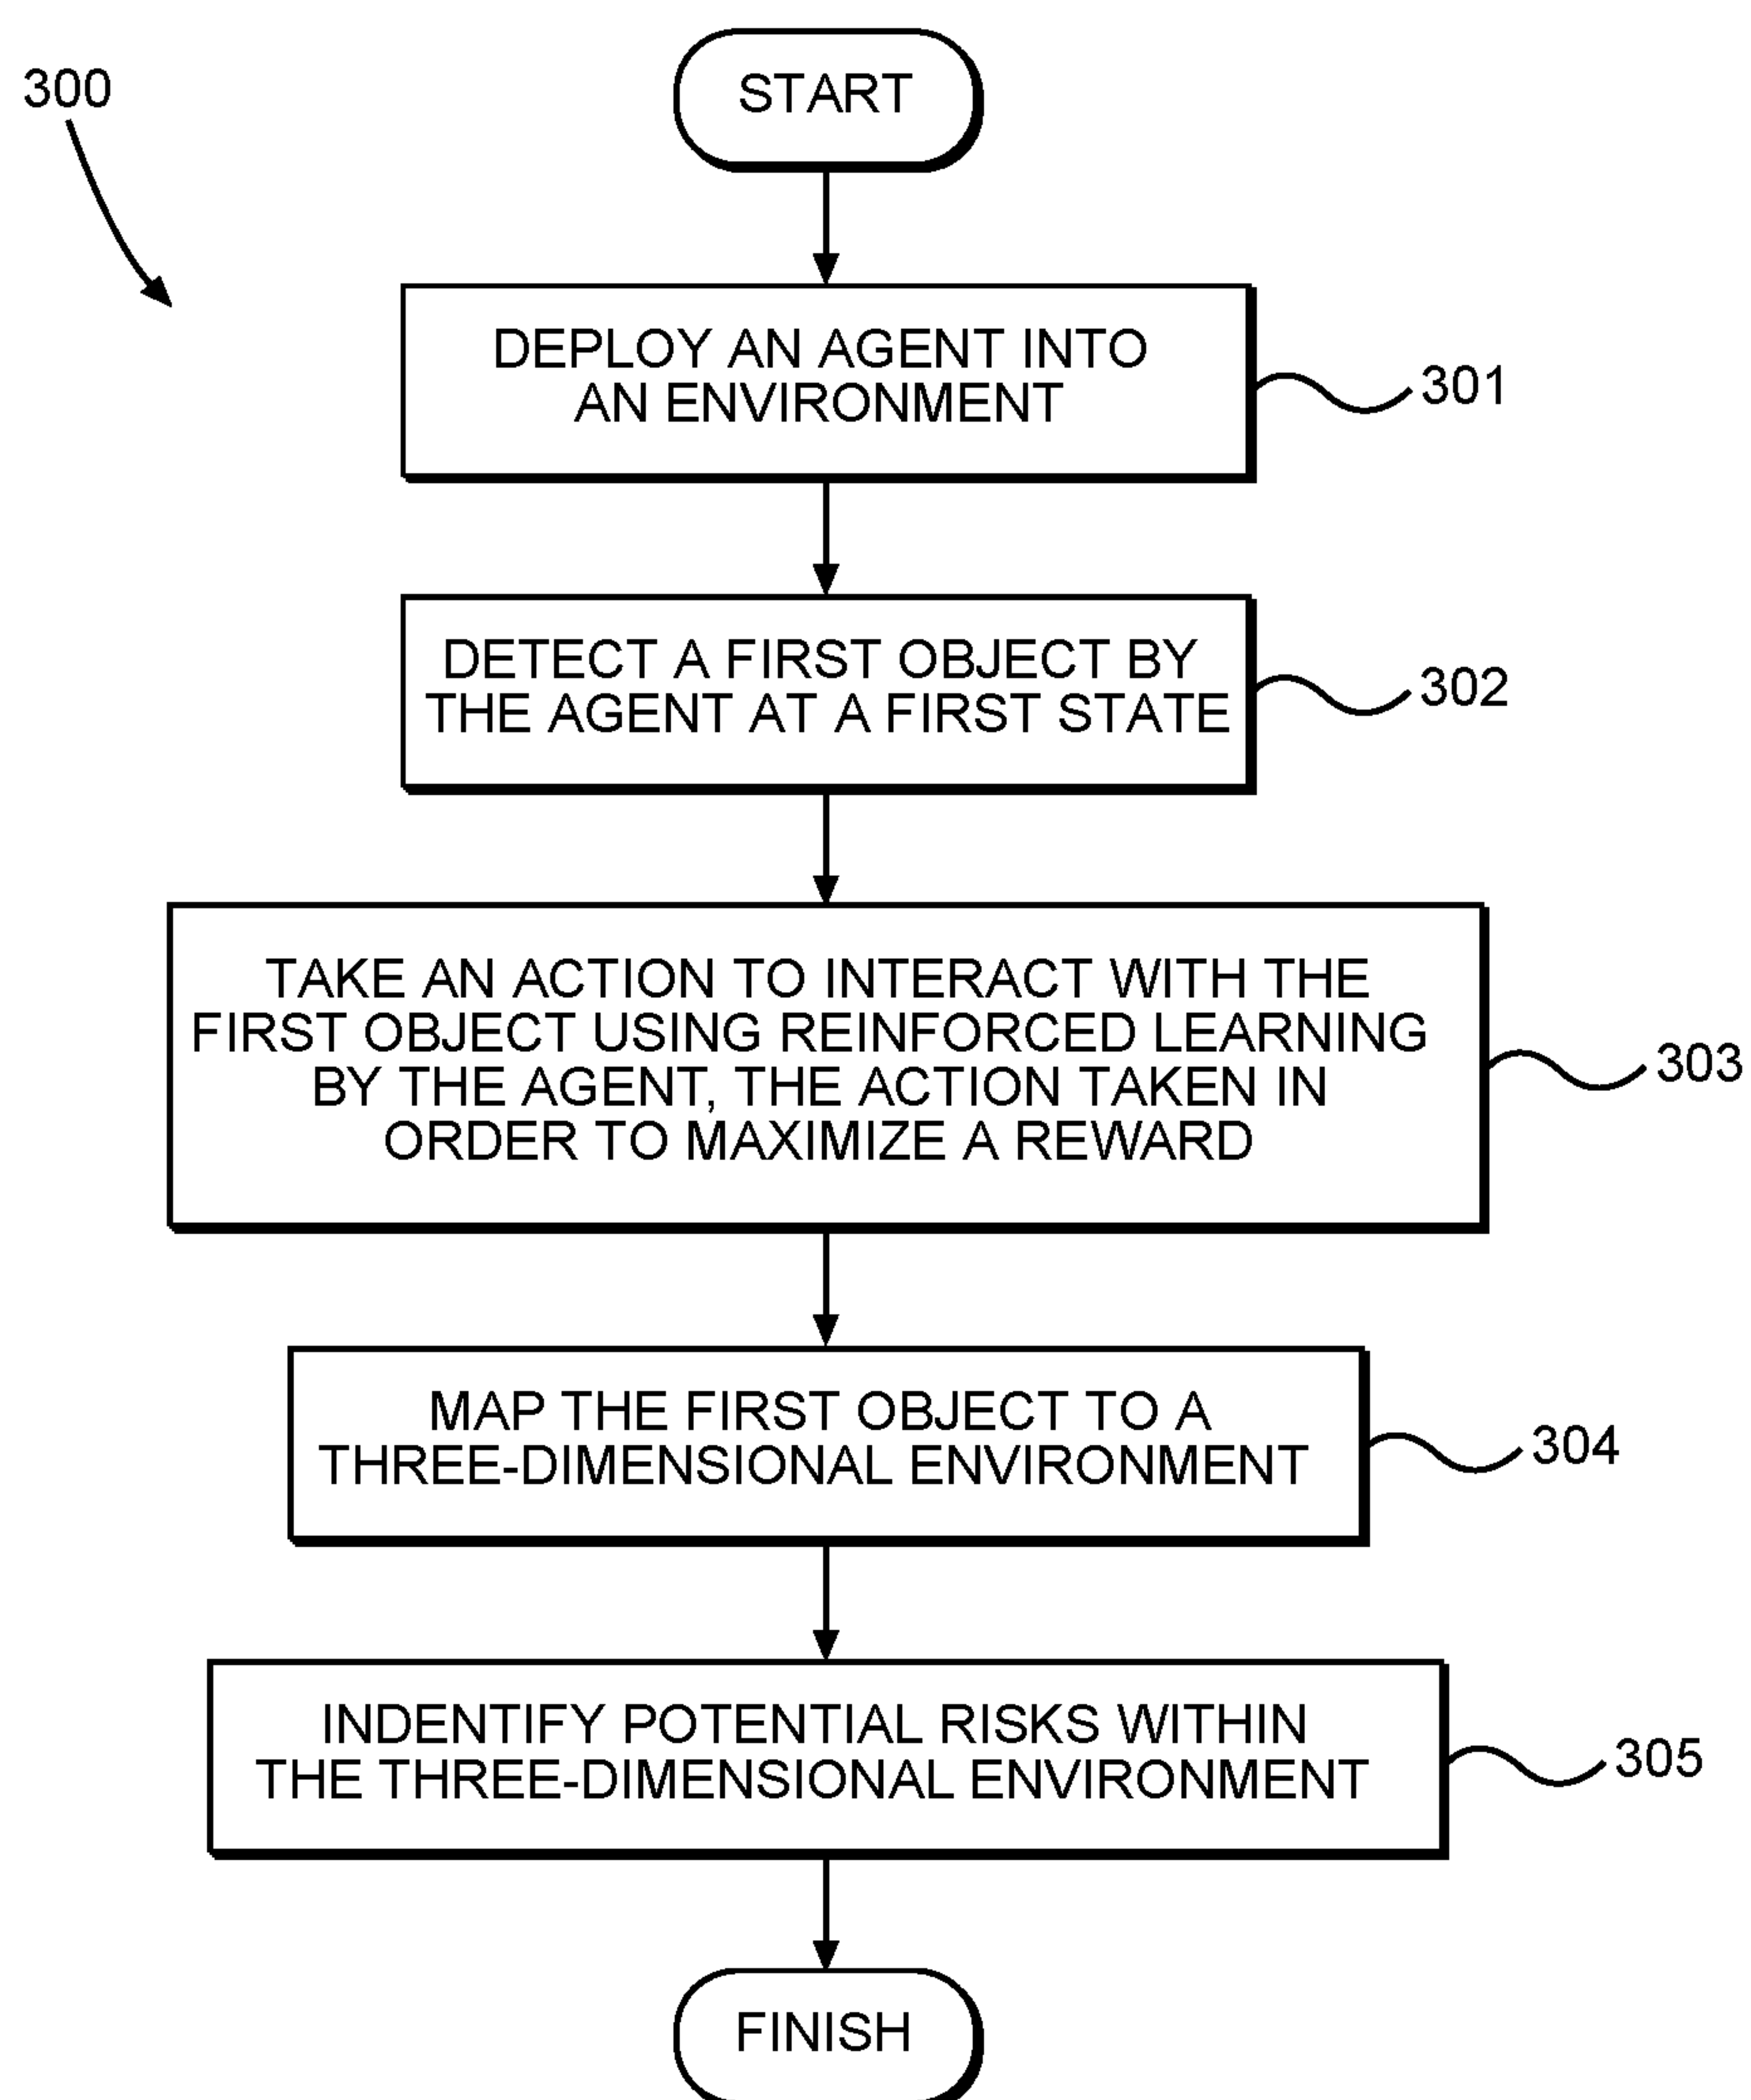 300
START
DEPLOY AN AGENT INTO
AN ENVIRONMENT
301
DETECT A FIRST OBJECT BY
THE AGENT AT A FIRST STATE
302
TAKE AN ACTION TO INTERACT WITH THE
FIRST OBJECT USING REINFORCED LEARNING
BY THE AGENT, THE ACTION TAKEN IN
ORDER TO MAXIMIZE A REWARD
303
MAP THE FIRST OBJECT TO A
THREE-DIMENSIONAL ENVIRONMENT
304
INDENTIFY POTENTIAL RISKS WITHIN
THE THREE-DIMENSIONAL ENVIRONMENT
305
FINISH